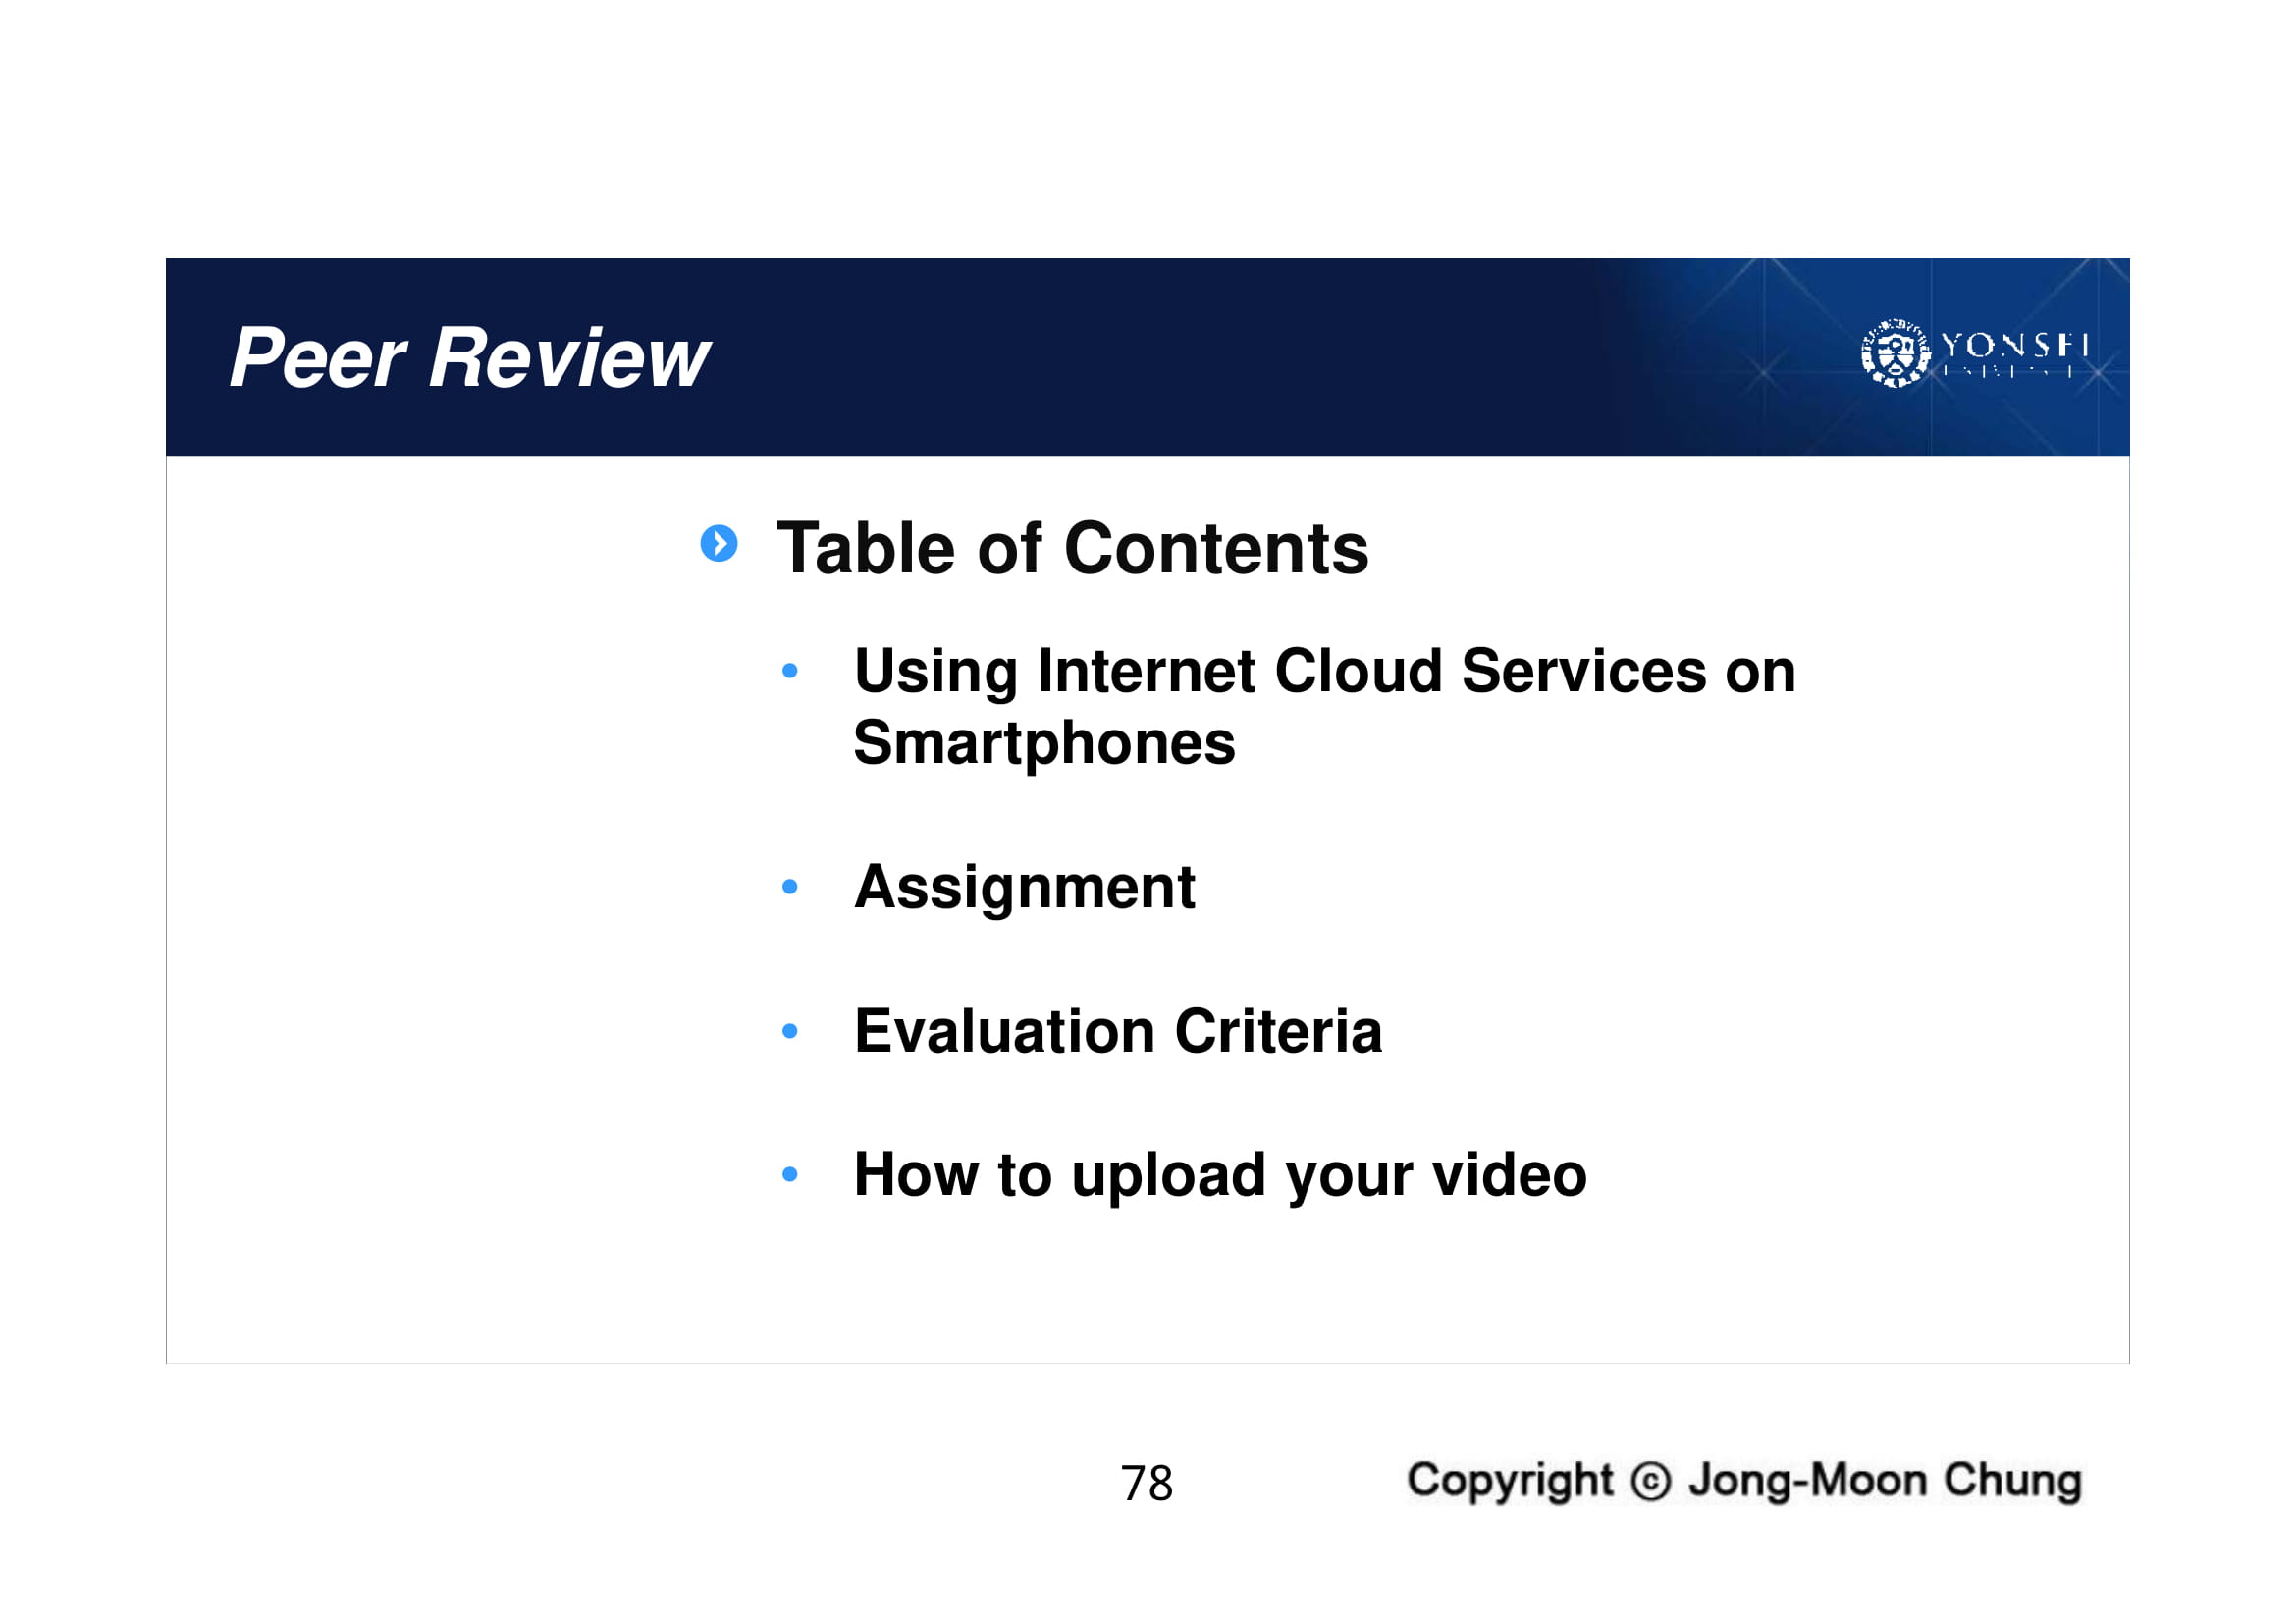 Peer Review
YONSEI
Table of Contents
• Using Internet Cloud Services on
Smartphones
• Assignment
• Evaluation Criteria
• How to upload your video
78
Copyright ⓒ Jong-Moon Chung